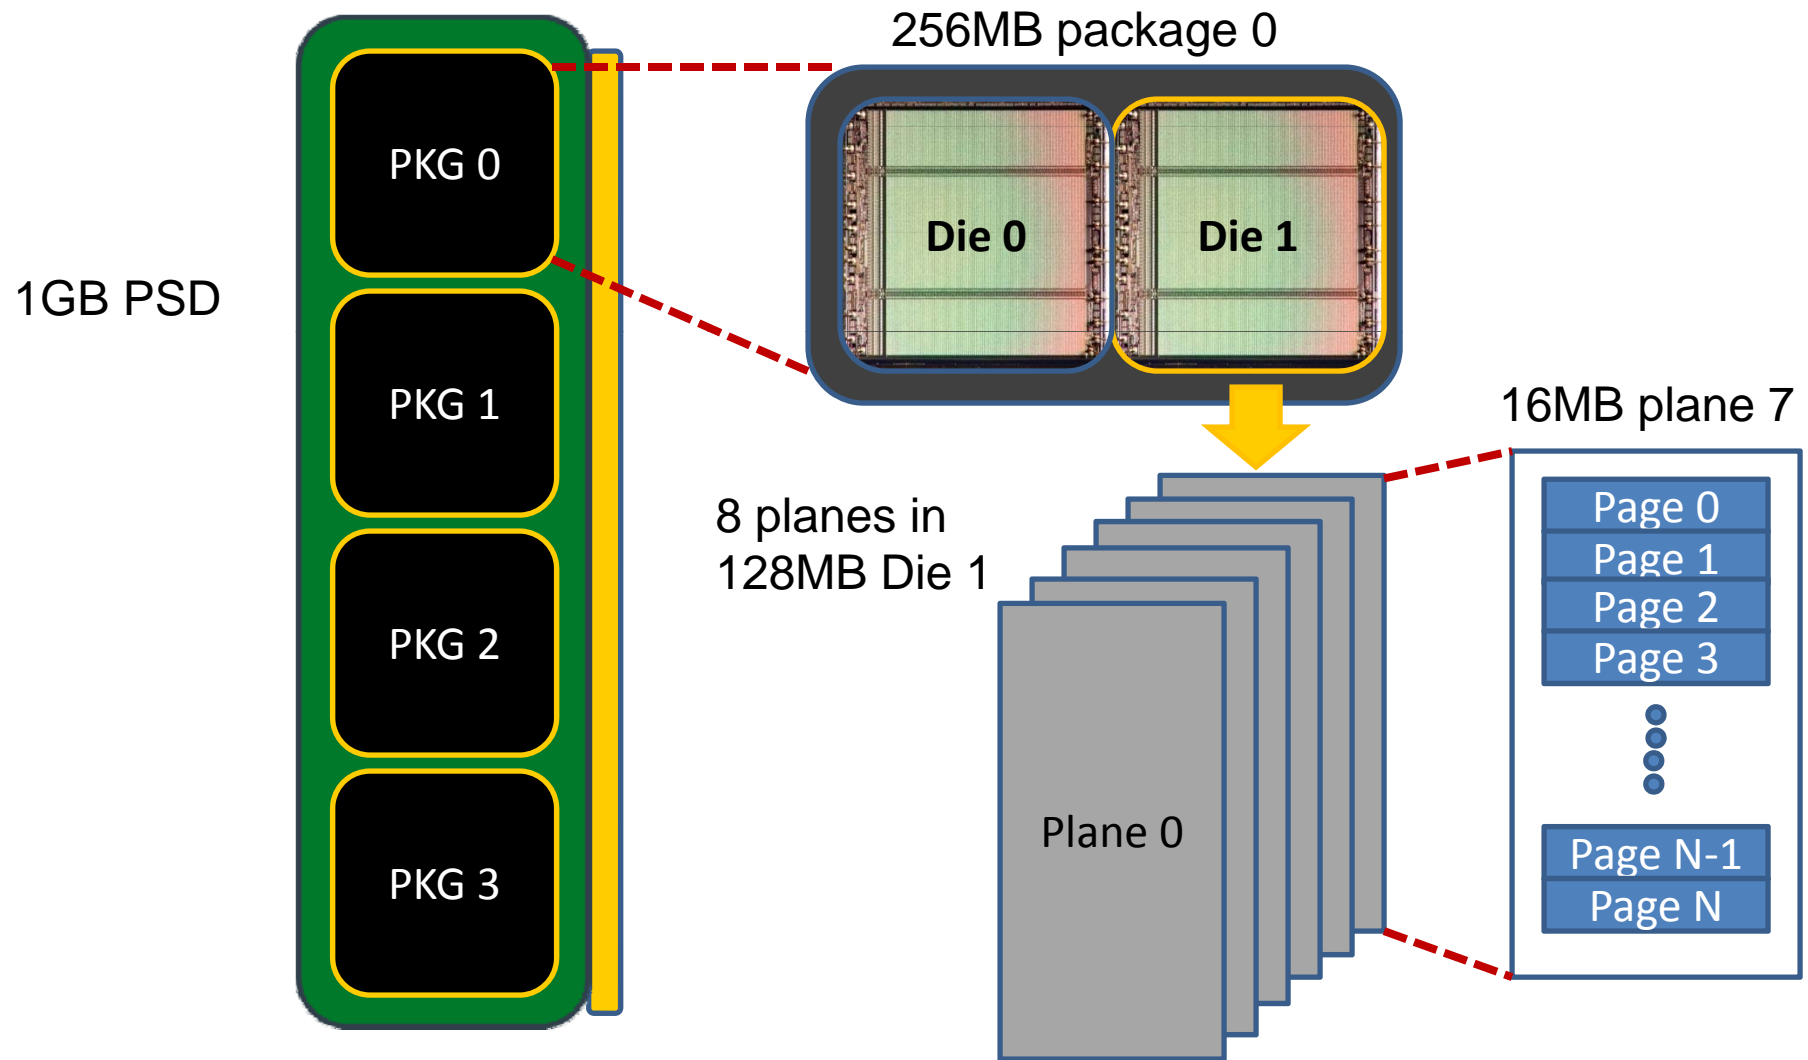 256MB package 0
PKG 0
Die 0
Die 1
1GB PSD
PKG 1
16MB plane 7
8 planes in
128MB Die 1
Page 0
Page 1
Page 2
Page 3
PKG 2
Plane 0
Page N-1
Page N
PKG 3